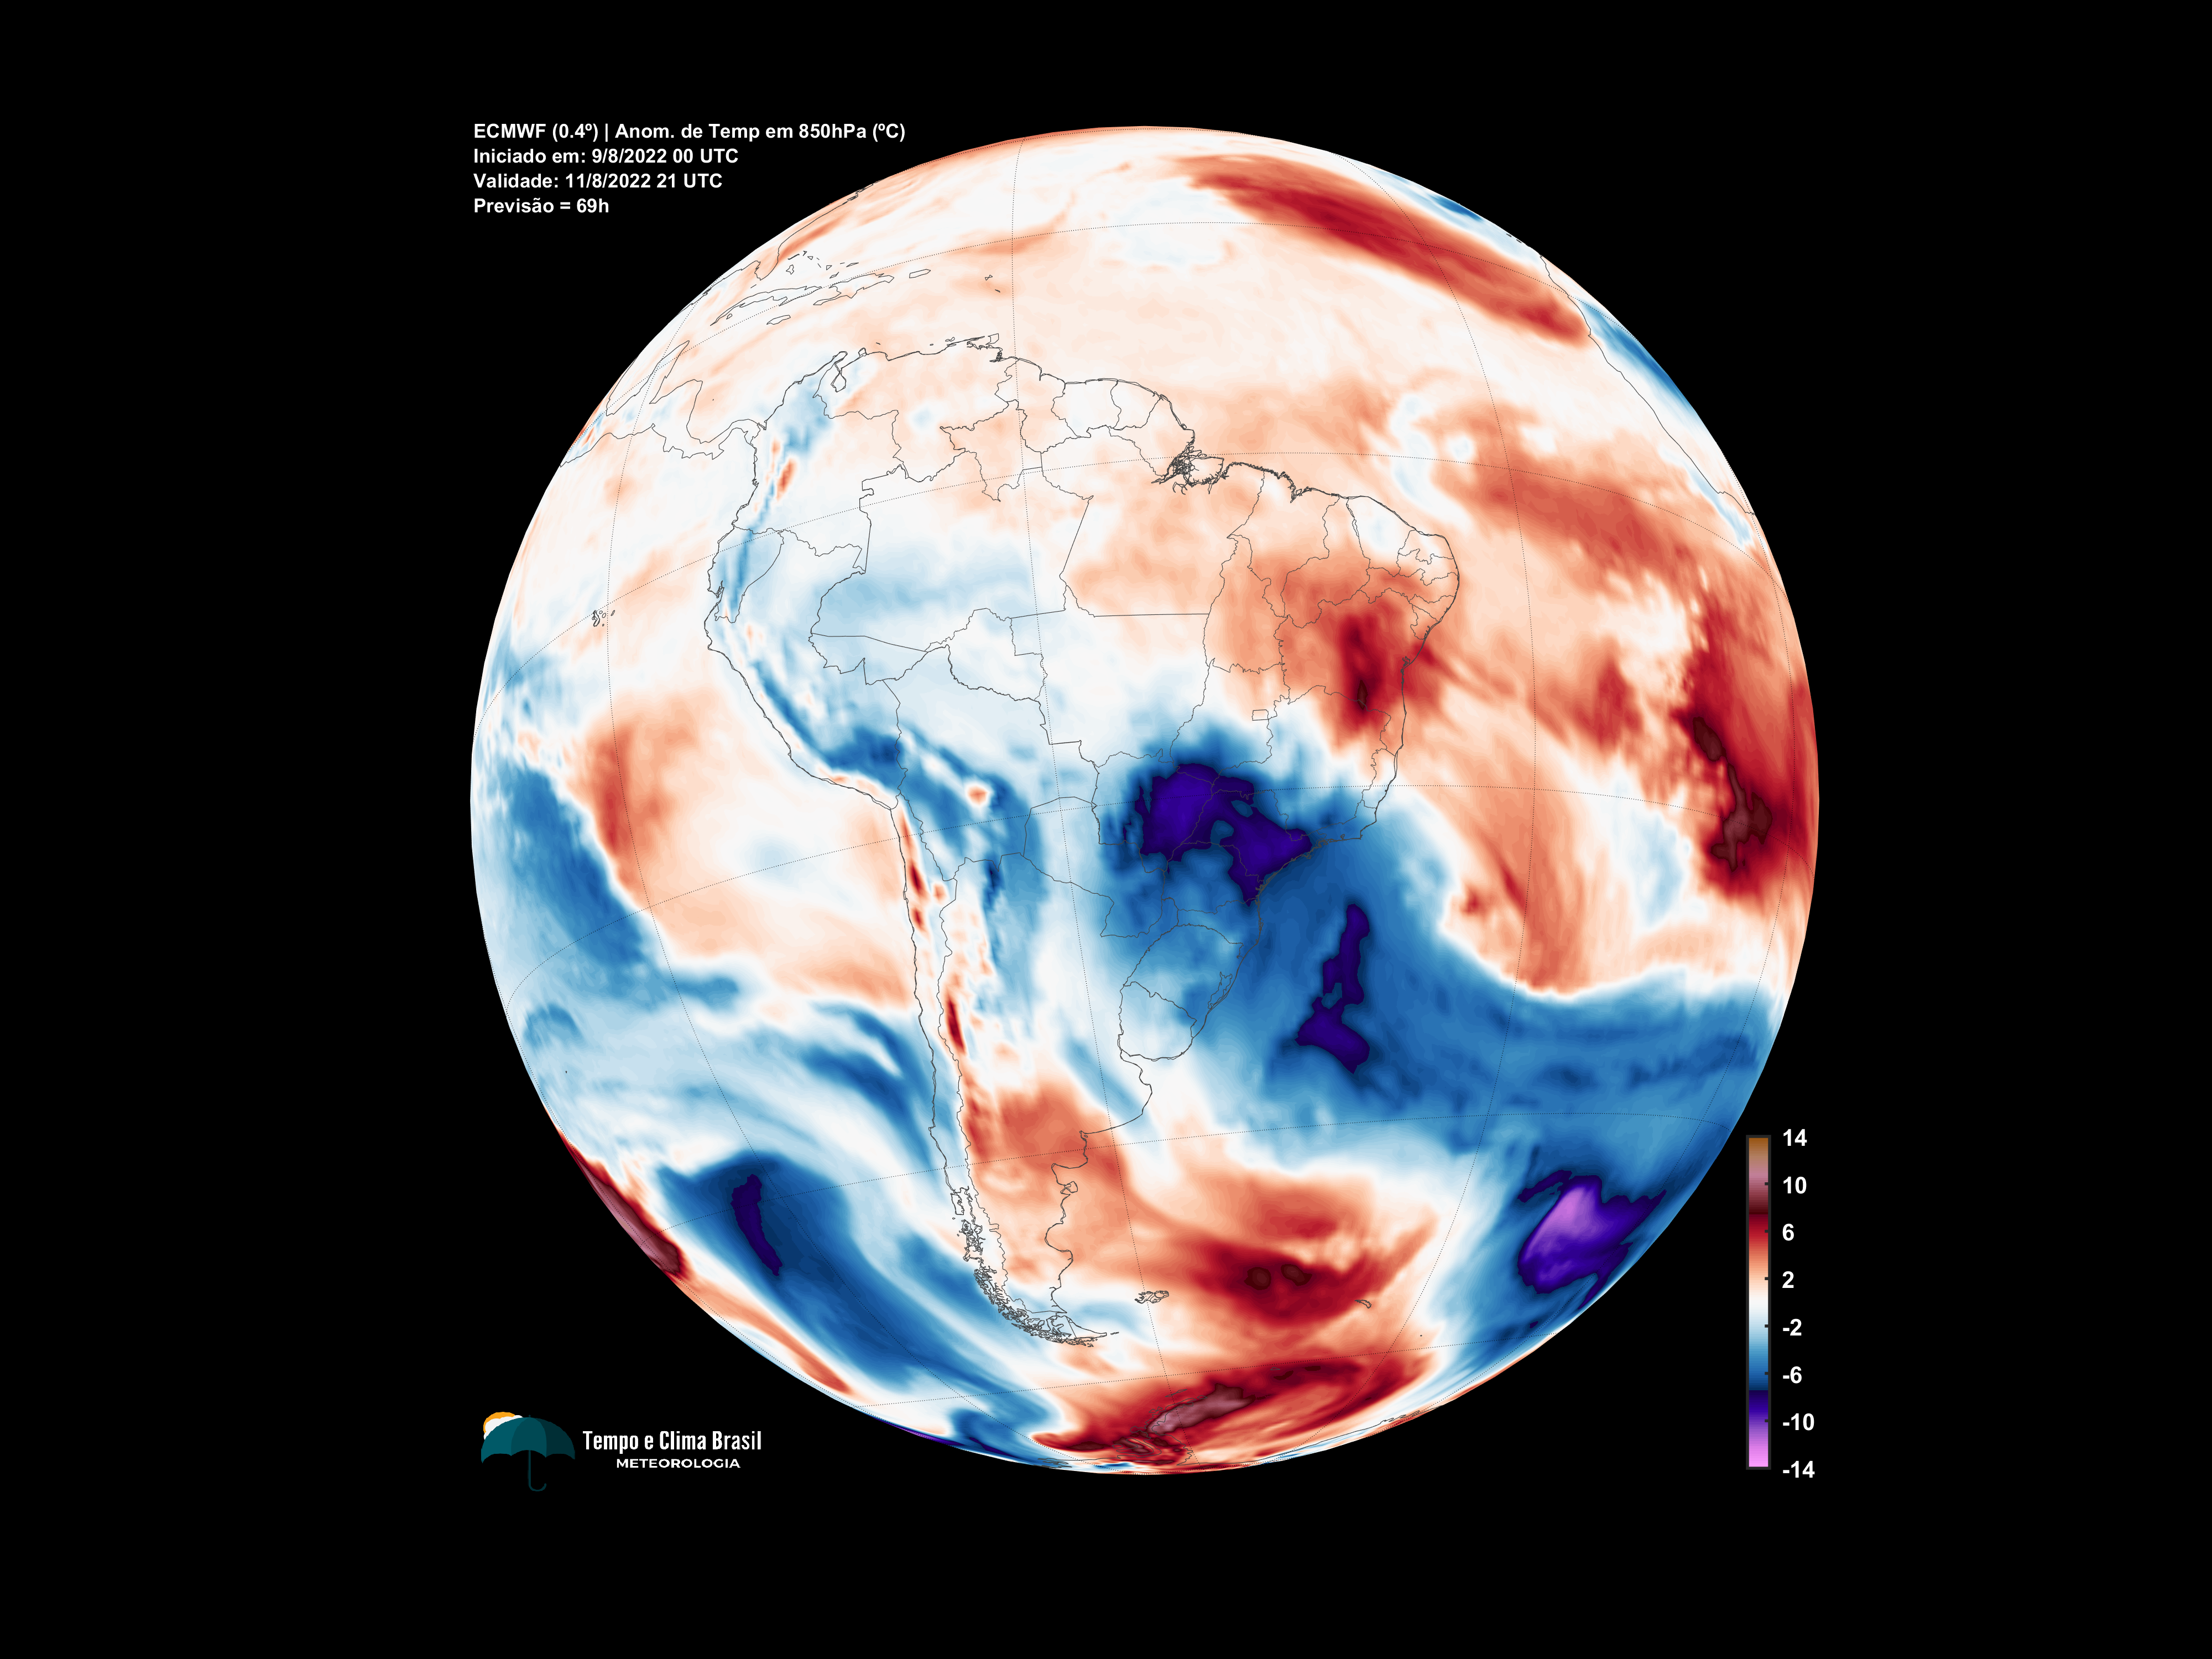 ECMWF (0.4º) | Anom. de Temp em 850hPa (ºC)
Iniciado em: 9/8/2022 00 UTC
Validade: 11/8/2022 21 UTC
Previsão = 69h
14
10
6
2
-2
-6
-10
-14
Tempo e Clima Brasil
METEOROLOGIA